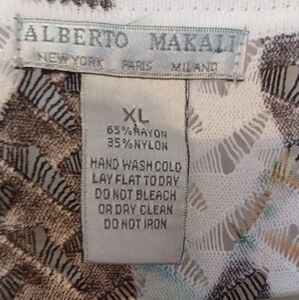 ALBERTO MAKALI
NEW YORK PARIS MILANO
XL
65% RAYON
35% NYLON
HAND WASH COLD
LAY FLAT TO DRY
DO NOT BLEACH
OR DRY CLEAN
DO NOT IRON